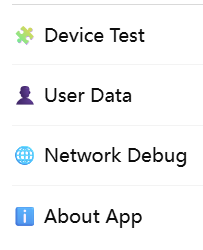 Device Test
User Data
Network Debug
About App